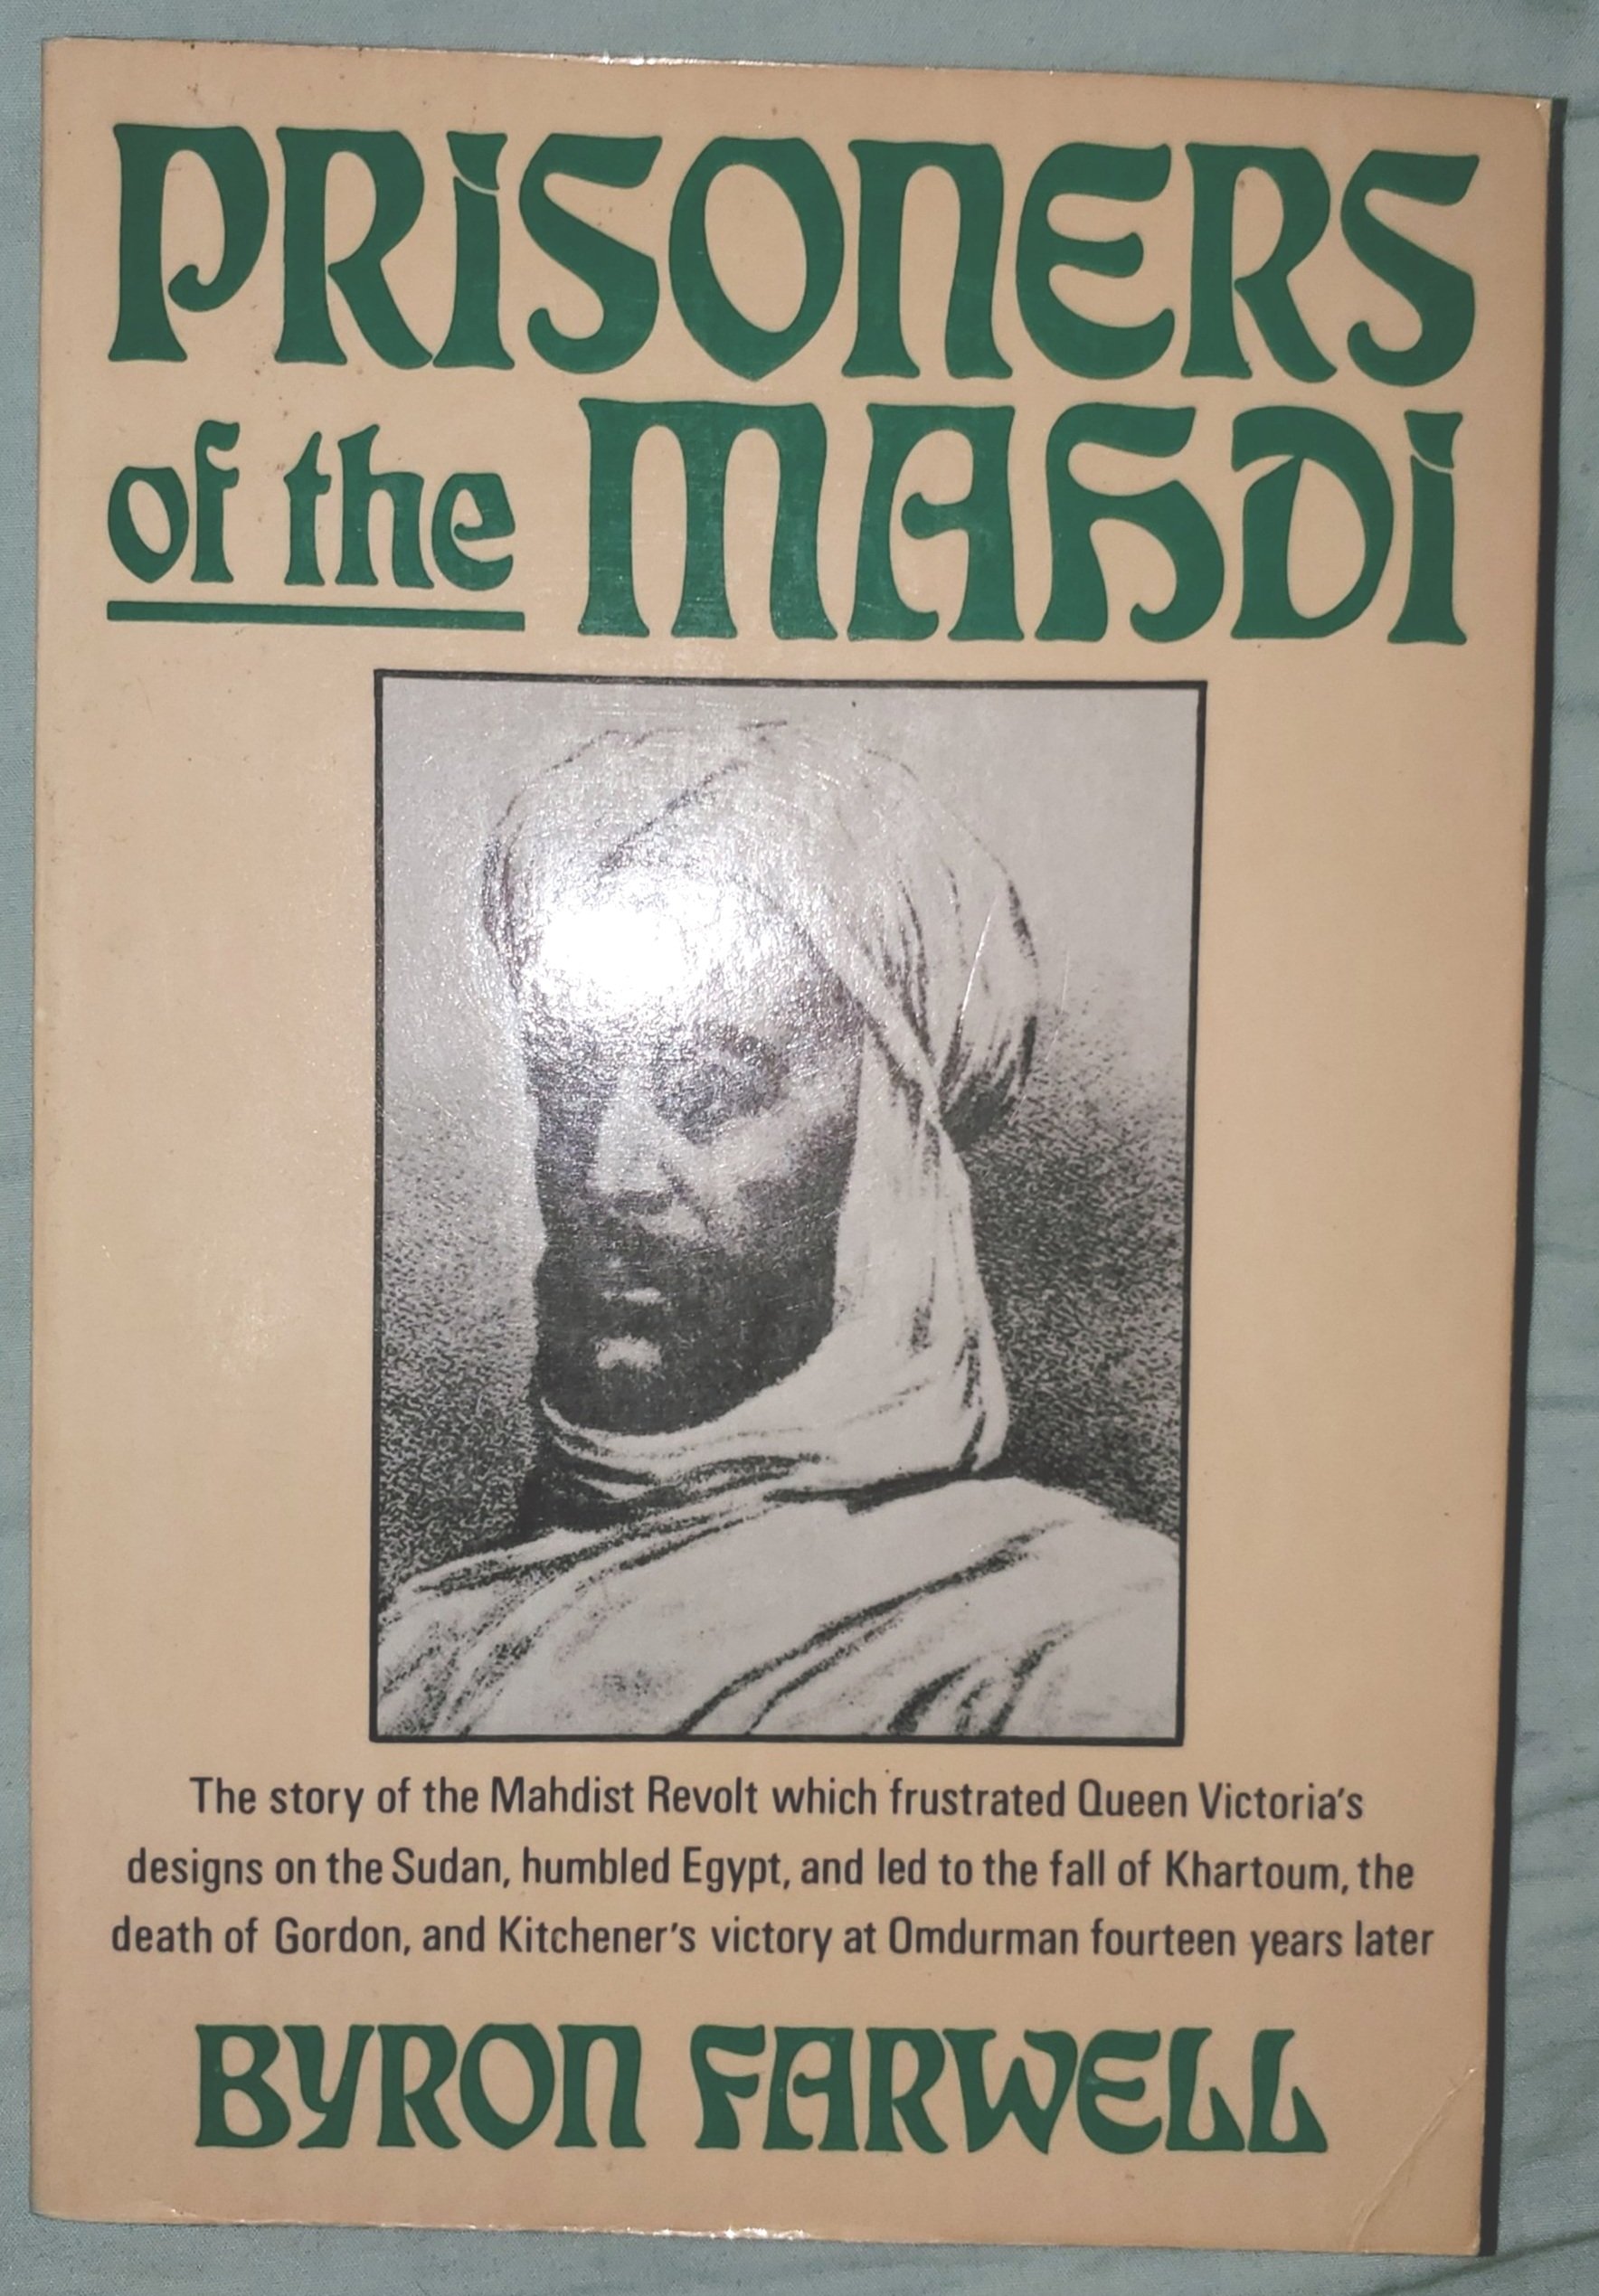 PRISONERS
of the MAHDI
The story of the Mahdist Revolt which frustrated Queen Victoria's
designs on the Sudan, humbled Egypt, and led to the fall of Khartoum, the
death of Gordon, and Kitchener's victory at Omdurman fourteen years later
BYRON FARWELL